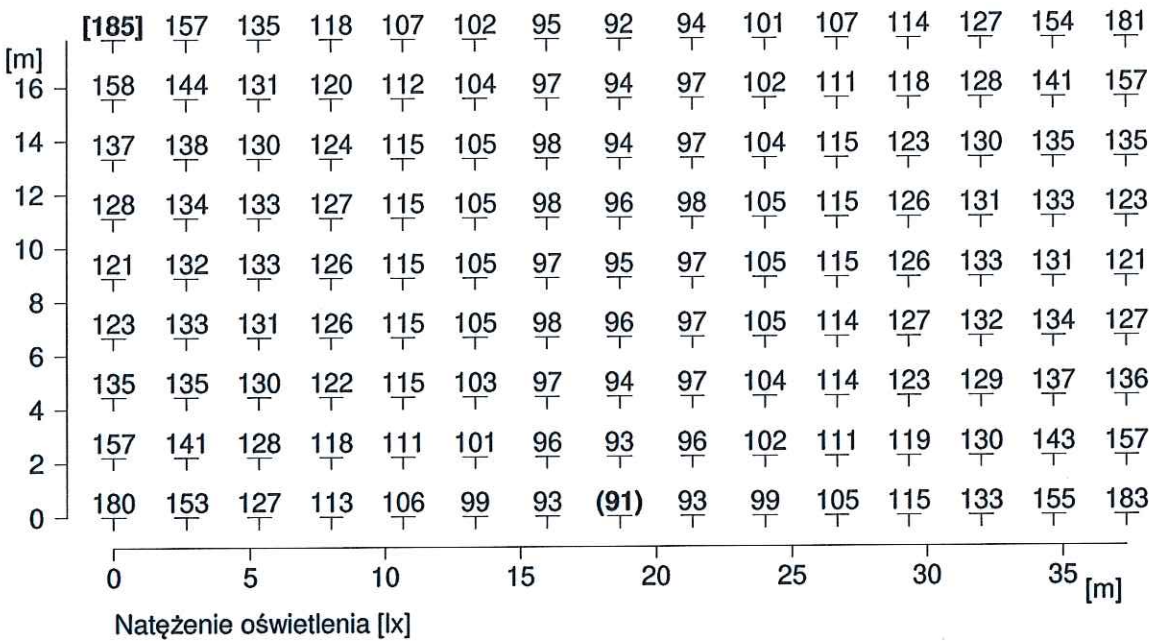 [185] 157 135 118 107 102 95 92 94 101 107 114 127 154 181
[m]
16 158 144 131 120 112 104 97 94 97 102 111 118 128 141 157
14 137 138 130 124 115 105 98 94 97 104 115 123 130 135 135
12 128 134 133 127 115 105 98 96 98 105 115 126 131 133 123
10
121 132 133 126 115 105 97 95 97 105 115 126 133 131 121
8
123 133 131 126 115 105 98 96 97 105 114 127 132 134 127
6
135 135 130 122 115 103 97 94 97 104 114 123 129 137 136
4
157 141 128 118 111 101 96 93 96 102 111 119 130 143 157
2
0 180 153 127 113 106 99 93 (91) 93 99 105 115 133 155 183
0 5 10 15 20 25 30 35 [m]
Natężenie oświetlenia [lx]